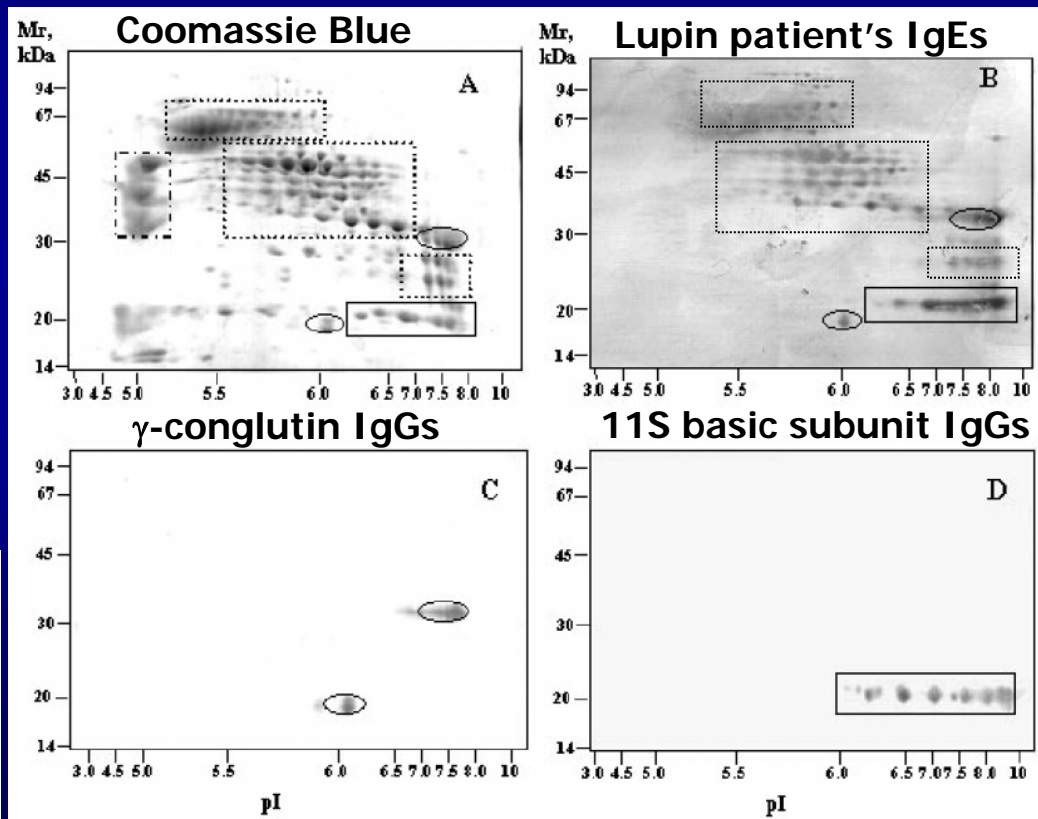 Coomassie Blue
Mr,
kDa
A
94
67
45
30
20
14
3.0 4.5 5.0 5.5 6.0 6.5 7.0 7.5 8.0 10
Lupin patient's IgEs
Mr,
kDa
B
94
67
45
30
20
14
3.0 4.5 5.0 5.5 6.0 6.5 7.0 7.5 8.0 10
γ-conglutin IgGs
C
94
67
45
30
20
14
3.0 4.5 5.0 5.5 6.0 6.5 7.0 7.5 8.0 10
pI
11S basic subunit IgGs
D
94
67
45
30
20
14
3.0 4.5 5.0 5.5 6.0 6.5 7.0 7.5 8.0 10
pI